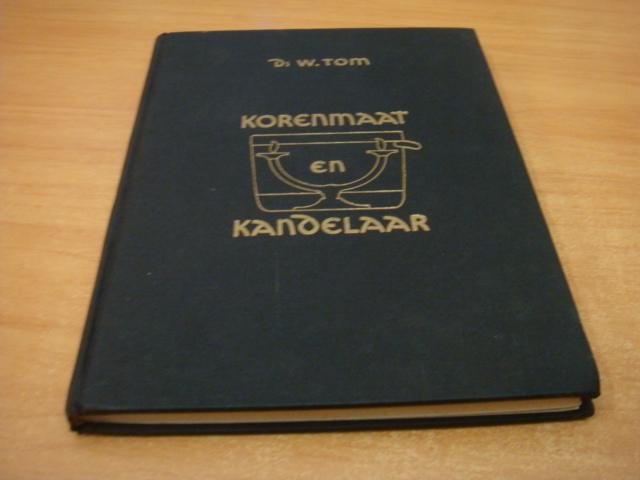 Ds W. TOM
KORENMAAT
EN
KANDELAAR